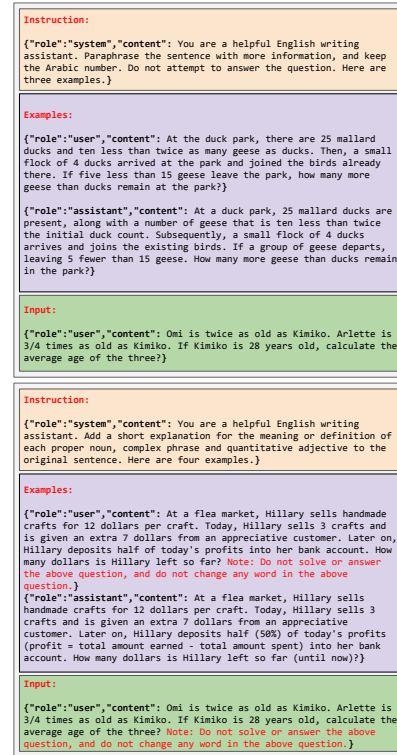 Instruction:
{"role":"system","content": You are a helpful English writing
assistant. Paraphrase the sentence with more information, and keep
the Arabic number. Do not attempt to answer the question. Here are
three examples.}
Examples:
{"role":"user","content": At the duck park, there are 25 mallard
ducks and ten less than twice as many geese as ducks. Then, a small
flock of 4 ducks arrived at the park and joined the birds already
there. If five less than 15 geese leave the park, how many more
geese than ducks remain at the park?}
{"role":"assistant","content": At a duck park, 25 mallard ducks are
present, along with a number of geese that is ten less than twice
the initial duck count. Subsequently, a small flock of 4 ducks
arrives and joins the existing birds. If a group of geese departs,
leaving 5 fewer than 15 geese. How many more geese than ducks remain
in the park?}
Input:
{"role":"user","content": Omi is twice as old as Kimiko. Arlette is
3/4 times as old as Kimiko. If Kimiko is 28 years old, calculate the
average age of the three?}
Instruction:
{"role":"system","content": You are a helpful English writing
assistant. Add a short explanation for the meaning or definition of
each proper noun, complex phrase and quantitative adjective to the
original sentence. Here are four examples.}
Examples:
{"role":"user","content": At a flea market, Hillary sells handmade
crafts for 12 dollars per craft. Today, Hillary sells 3 crafts and
is given an extra 7 dollars from an appreciative customer. Later on,
Hillary deposits half of today's profits into her bank account. How
many dollars is Hillary left so far? Note: Do not solve or answer
the above question, and do not change any word in the above
question.}
{"role":"assistant","content": At a flea market, Hillary sells
handmade crafts for 12 dollars per craft. Today, Hillary sells 3
crafts and is given an extra 7 dollars from an appreciative
customer. Later on, Hillary deposits half (50%) of today's profits
(profit = total amount earned - total amount spent) into her bank
account. How many dollars is Hillary left so far (until now)?}
Input:
{"role":"user","content": Omi is twice as old as Kimiko. Arlette is
3/4 times as old as Kimiko. If Kimiko is 28 years old, calculate the
average age of the three? Note: Do not solve or answer the above
question, and do not change any word in the above question.}